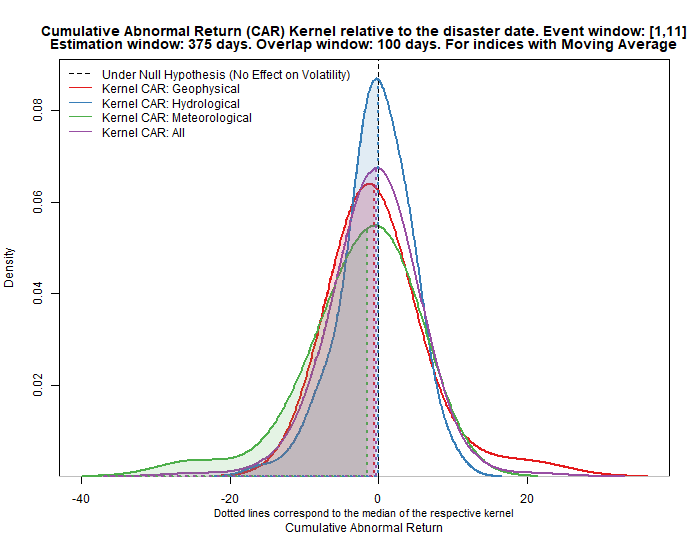 Cumulative Abnormal Return (CAR) Kernel relative to the disaster date. Event window: [1,11]
Estimation window: 375 days. Overlap window: 100 days. For indices with Moving Average
Under Null Hypothesis (No Effect on Volatility)
Kernel CAR: Geophysical
Kernel CAR: Hydrological
Kernel CAR: Meteorological
Kernel CAR: All
Density
0.08
0.06
0.04
0.02
-40 -20 0 20
Dotted lines correspond to the median of the respective kernel
Cumulative Abnormal Return